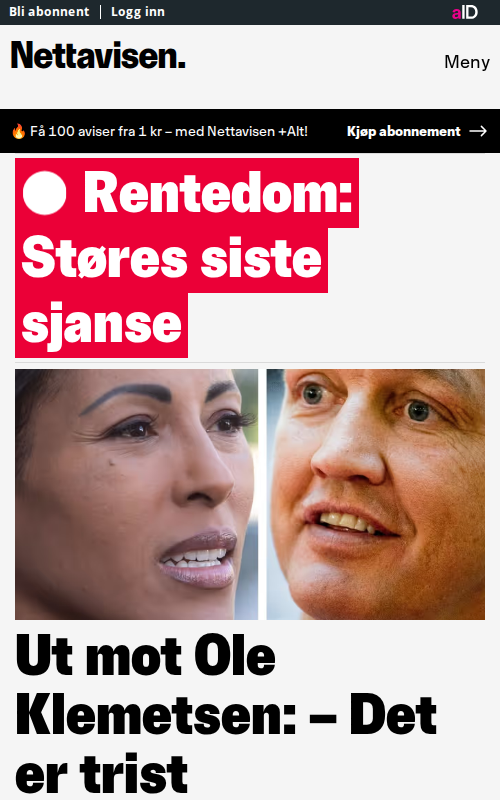 Bli abonnent | Logg inn
aID
Nettavisen.
Meny
🔥 Få 100 aviser fra 1 kr – med Nettavisen +Alt!
Kjøp abonnement →
Rentedom:
Støres siste
sjanse
Ut mot Ole
Klemetsen: – Det
er trist